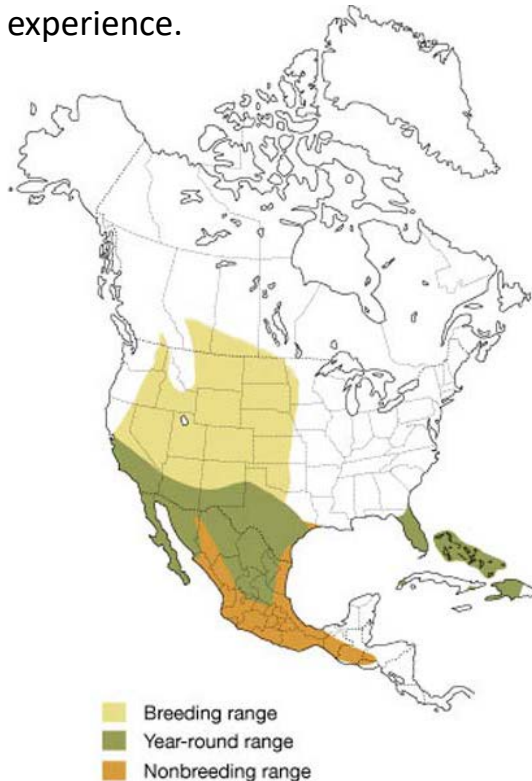 experience.
Breeding range
Year-round range
Nonbreeding range